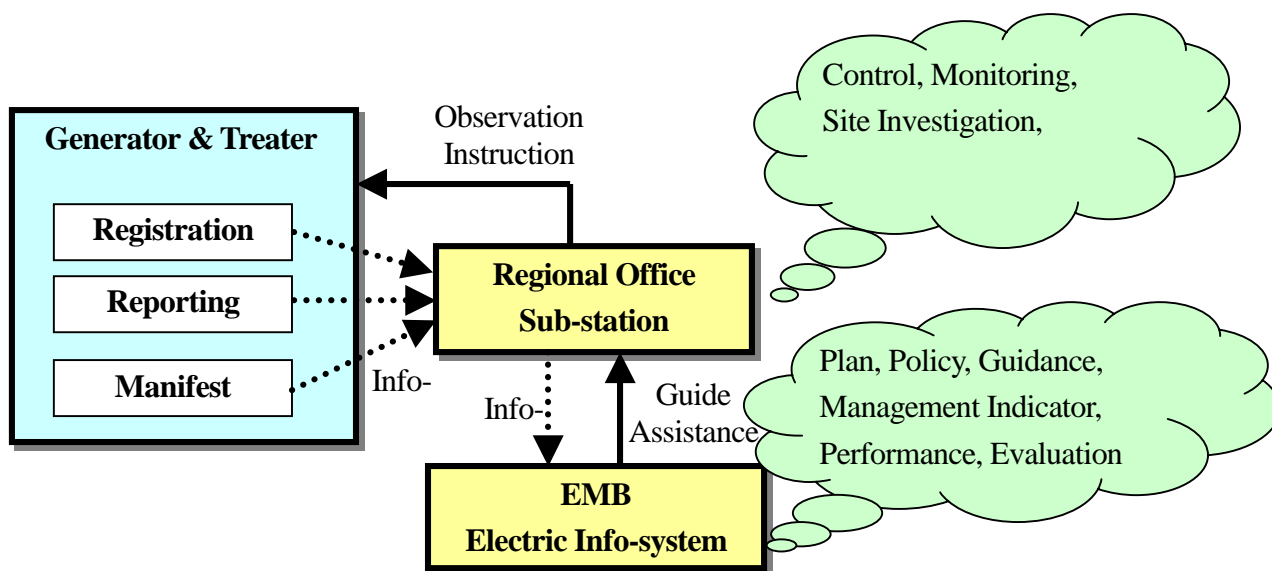 Generator & Treater
Registration
Reporting
Manifest
Observation
Instruction
Info-
Regional Office
Sub-station
Info-
Guide
Assistance
EMB
Electric Info-system
Control, Monitoring,
Site Investigation,
Plan, Policy, Guidance,
Management Indicator,
Performance, Evaluation